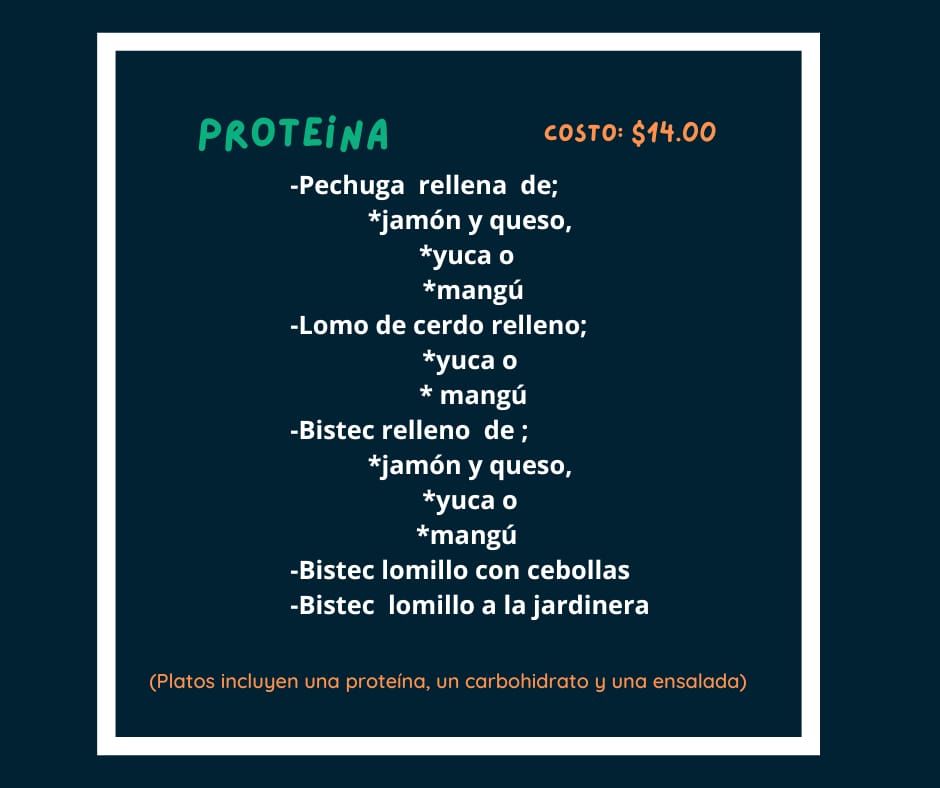 PROTEÍNA
COSTO: $14.00
-Pechuga rellena de;
*jamón y queso,
*yuca o
*mangú
-Lomo de cerdo relleno;
*yuca o
* mangú
-Bistec relleno de ;
*jamón y queso,
*yuca o
*mangú
-Bistec lomillo con cebollas
-Bistec lomillo a la jardinera
(Platos incluyen una proteína, un carbohidrato y una ensalada)